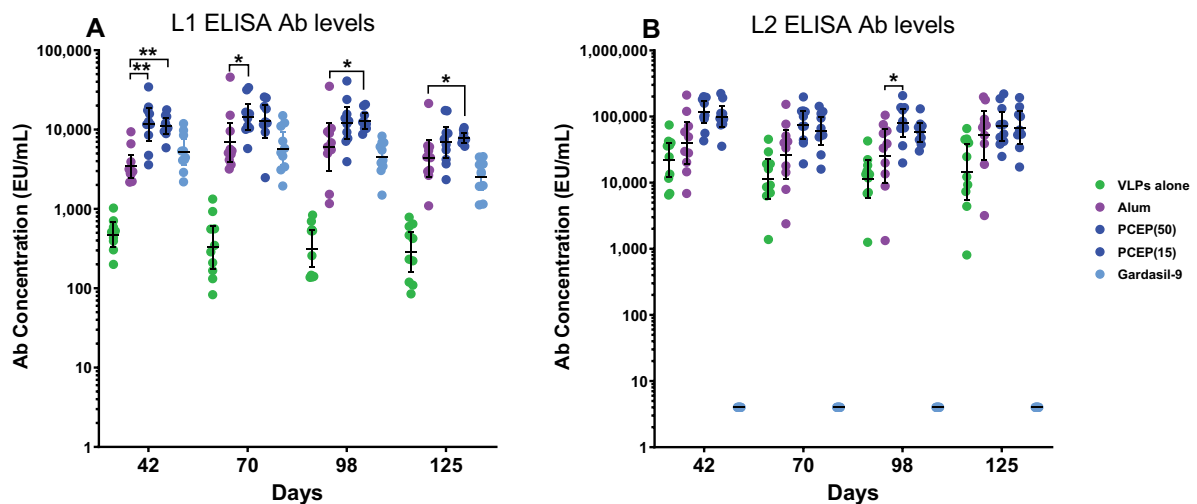 A
L1 ELISA Ab levels
100,000
10,000
1,000
100
10
1
Ab Concentration (EU/mL)
**
**
*
*
*
42 70 98 125
Days
B
L2 ELISA Ab levels
1,000,000
100,000
10,000
1,000
100
10
1
Ab Concentration (EU/mL)
*
42 70 98 125
Days
VLPs alone
Alum
PCEP(50)
PCEP(15)
Gardasil-9